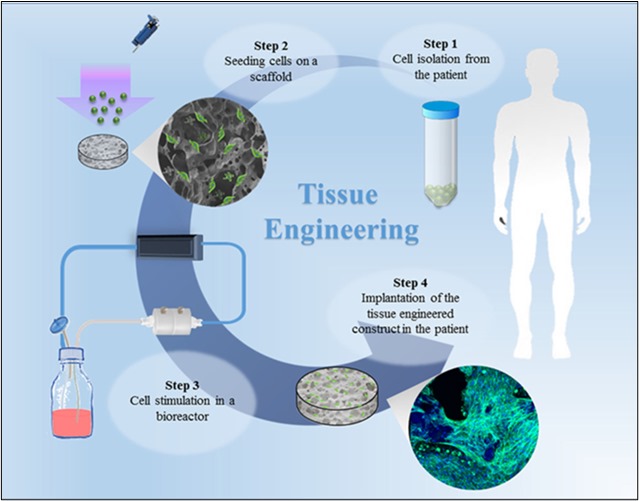 Step 1
Cell isolation from
the patient
Step 2
Seeding cells on a
scaffold
Tissue
Engineering
Step 3
Cell stimulation in a
bioreactor
Step 4
Implantation of the
tissue engineered
construct in the patient